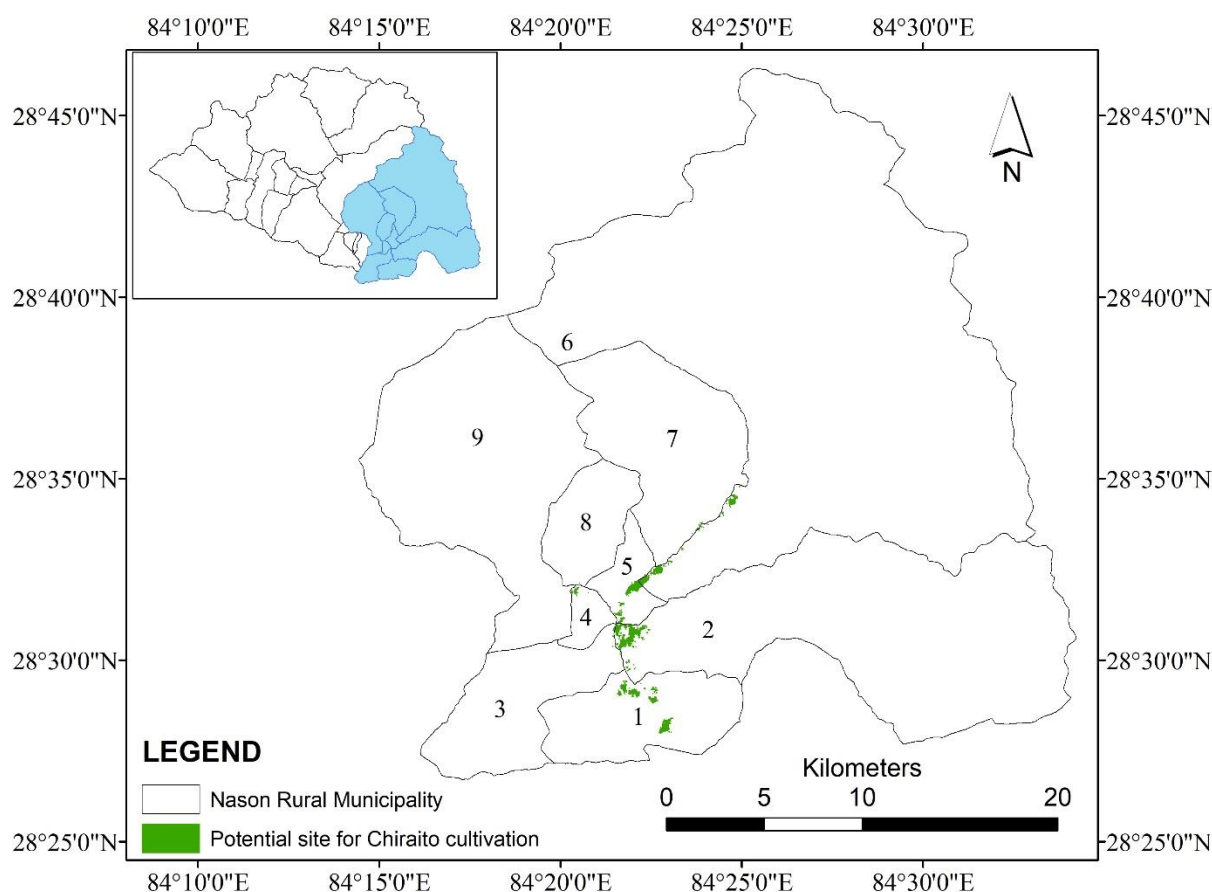 84°10'0"E 84°15'0"E 84°20'0"E 84°25'0"E 84°30'0"E
28°45'0"N 28°45'0"N
N
28°40'0"N 28°40'0"N
6
9 7
28°35'0"N 28°35'0"N
8
5
4 2
28°30'0"N 28°30'0"N
3 1
LEGEND
Nason Rural Municipality
Potential site for Chiraito cultivation
Kilometers
0 5 10 20
28°25'0"N 28°25'0"N
84°10'0"E 84°15'0"E 84°20'0"E 84°25'0"E 84°30'0"E